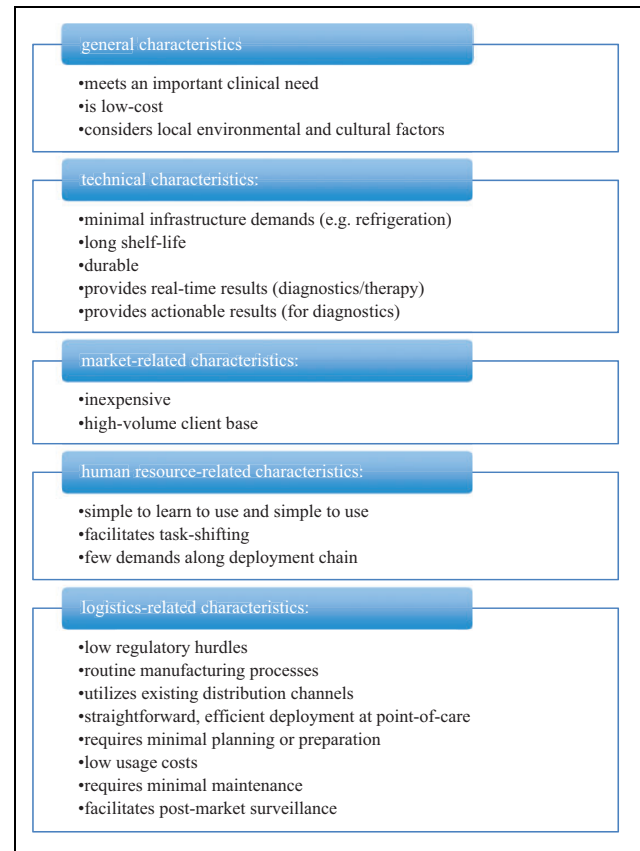 general characteristics
•meets an important clinical need
•is low-cost
•considers local environmental and cultural factors
technical characteristics:
•minimal infrastructure demands (e.g. refrigeration)
•long shelf-life
•durable
•provides real-time results (diagnostics/therapy)
•provides actionable results (for diagnostics)
market-related characteristics:
•inexpensive
•high-volume client base
human resource-related characteristics:
•simple to learn to use and simple to use
•facilitates task-shifting
•few demands along deployment chain
logistics-related characteristics:
•low regulatory hurdles
•routine manufacturing processes
•utilizes existing distribution channels
•straightforward, efficient deployment at point-of-care
•requires minimal planning or preparation
•low usage costs
•requires minimal maintenance
•facilitates post-market surveillance